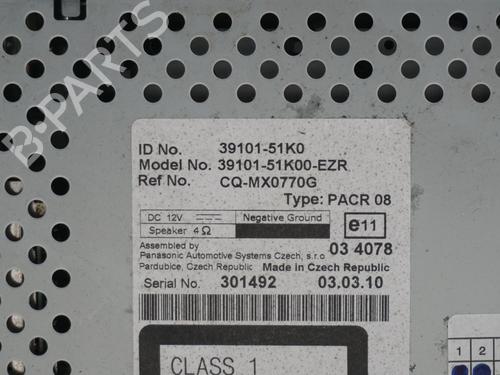 B-PARTS
ID No. 39101-51K0
Model No. 39101-51K00-EZR
Ref No. CQ-MX0770G
Type: PACR 08
DC 12V Negative Ground
Speaker 4Ω
e11
Assembled by 03 4078
Panasonic Automotive Systems Czech, s.r.o
Pardubice, Czech Republic Made in Czech Republic
Serial No. 301492 03.03.10
CLASS 1
1 2